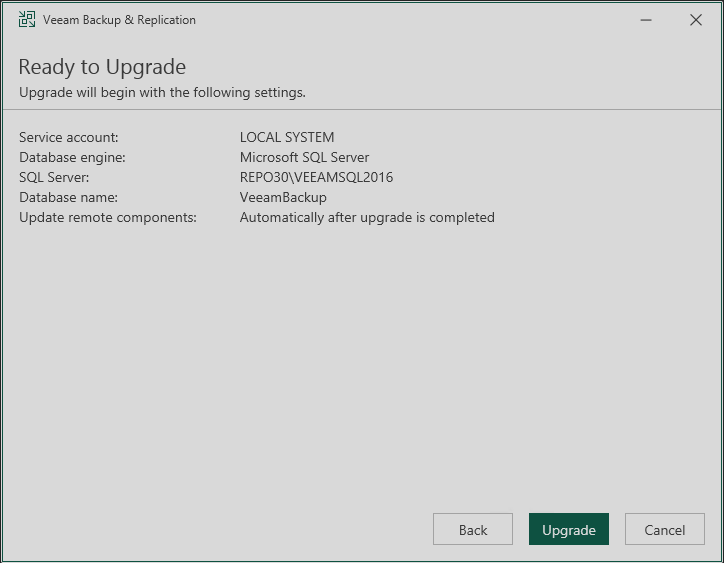 Veeam Backup & Replication
Ready to Upgrade
Upgrade will begin with the following settings.
Service account: LOCAL SYSTEM
Database engine: Microsoft SQL Server
SQL Server: REPO30\VEEAMSQL2016
Database name: VeeamBackup
Update remote components: Automatically after upgrade is completed
Back Upgrade Cancel